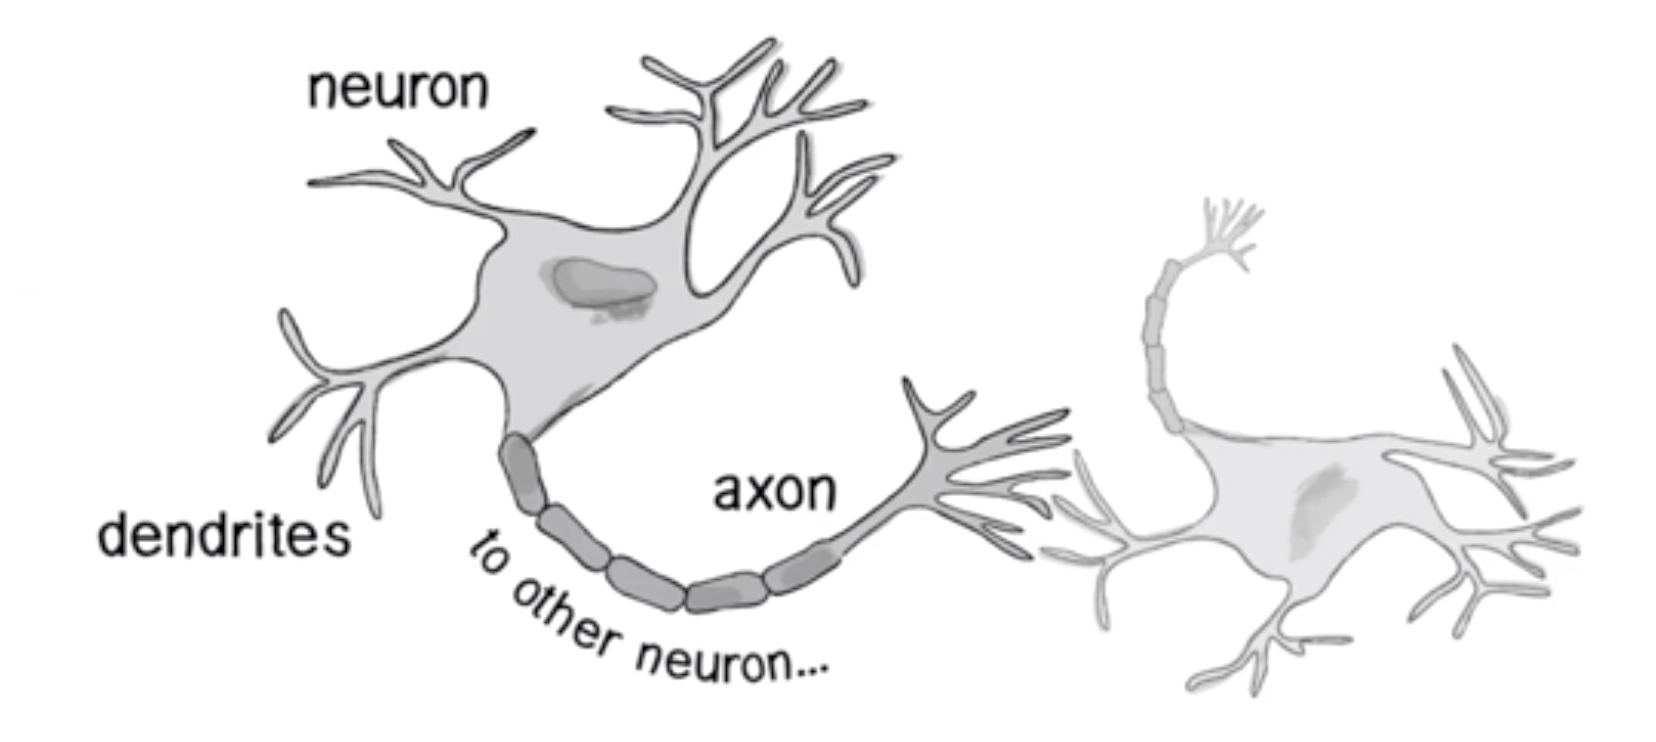 neuron
dendrites
axon
to other neuron...